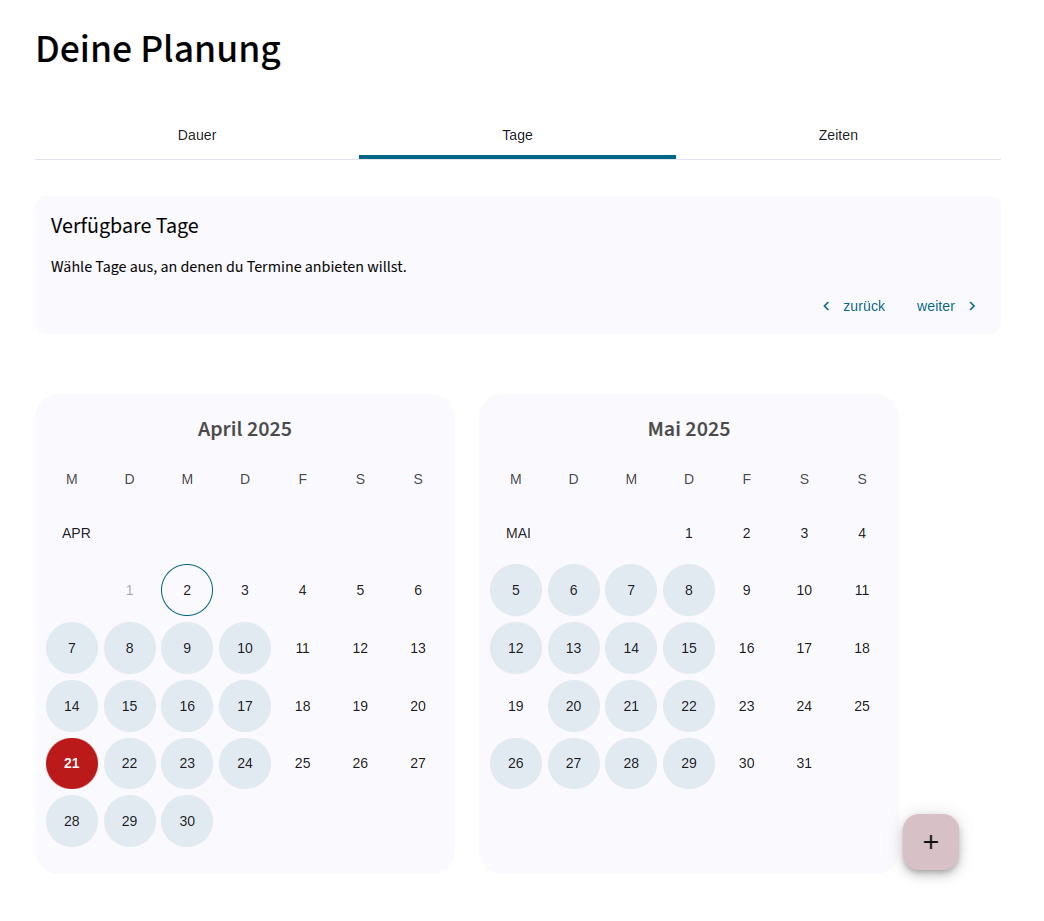 Deine Planung
Dauer Tage Zeiten
Verfügbare Tage
Wähle Tage aus, an denen du Termine anbieten willst.
zurück weiter
April 2025
M D M D F S S
APR
1 2 3 4 5 6
7 8 9 10 11 12 13
14 15 16 17 18 19 20
21 22 23 24 25 26 27
28 29 30
Mai 2025
M D M D F S S
MAI 1 2 3 4
5 6 7 8 9 10 11
12 13 14 15 16 17 18
19 20 21 22 23 24 25
26 27 28 29 30 31
+